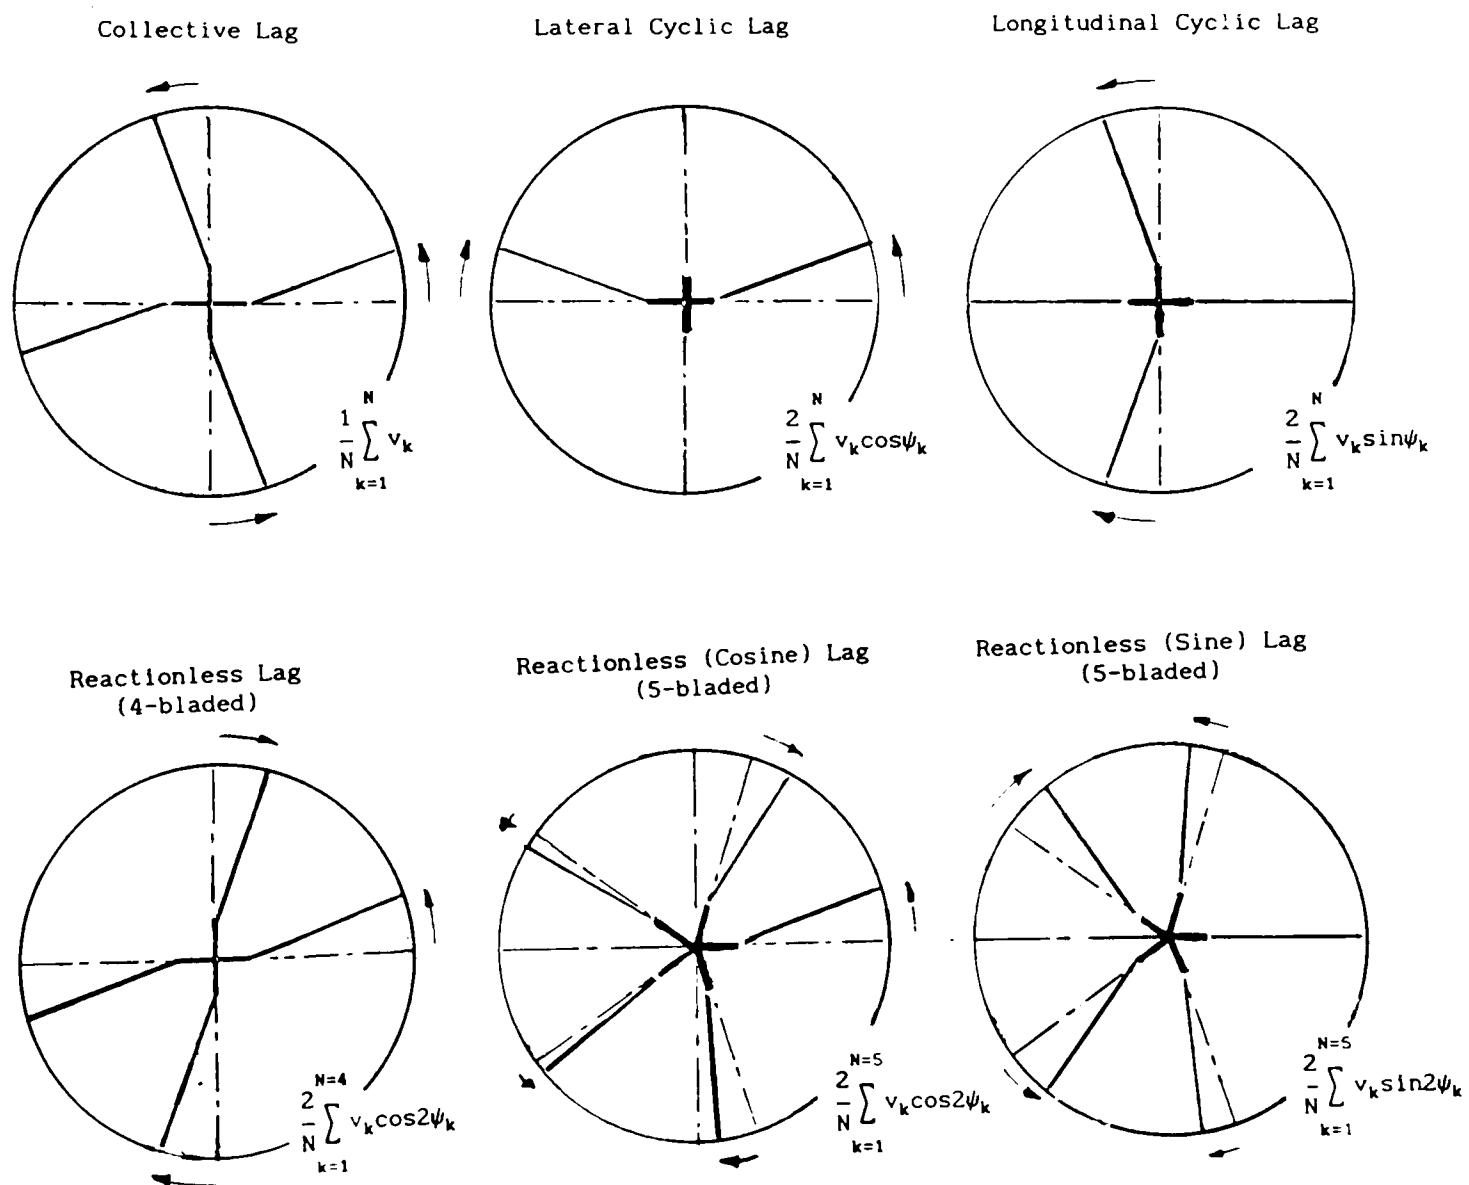 Collective Lag
Lateral Cyclic Lag
Longitudinal Cyclic Lag
1/N N ∑ k=1 v_k
2/N N ∑ k=1 v_k cosψ_k
2/N N ∑ k=1 v_k sinψ_k
Reactionless Lag
(4-bladed)
Reactionless (Cosine) Lag
(5-bladed)
Reactionless (Sine) Lag
(5-bladed)
2/N N=4 ∑ k=1 v_k cos2ψ_k
2/N N=5 ∑ k=1 v_k cos2ψ_k
2/N N=5 ∑ k=1 v_k sin2ψ_k